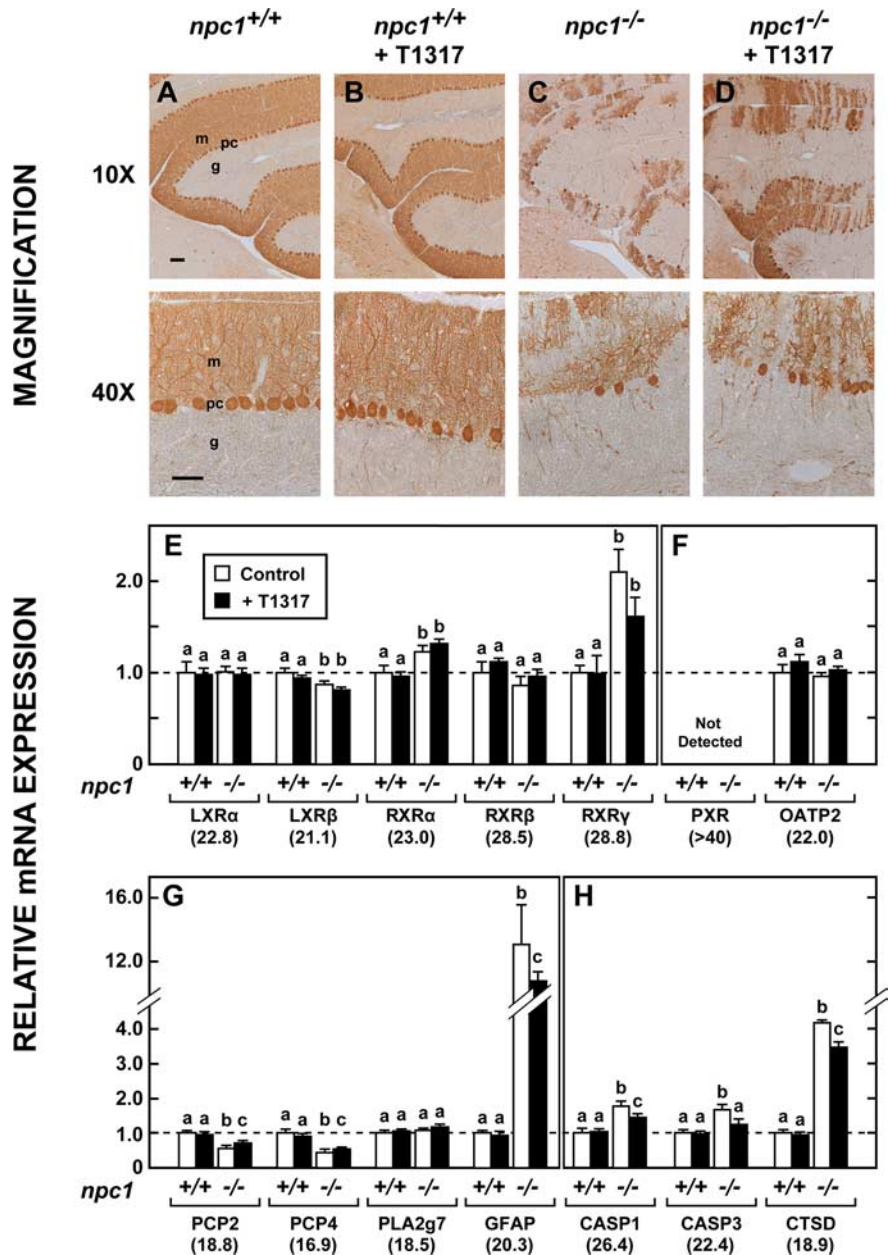 npc1+/+ npc1+/+ + T1317 npc1-/- npc1-/- + T1317
MAGNIFICATION
10X
A B C D
m pc g
40X
m
pc
g
RELATIVE mRNA EXPRESSION
E F
b
Control
+ T1317
2.0
b
b b
a a a a b b a a a a a a a a a a a a
1.0
Not
Detected
0
npc1 +/+ -/- +/+ -/- +/+ -/- +/+ -/- +/+ -/- +/+ -/- +/+ -/-
LXRα LXRβ RXRα RXRβ RXRγ PXR OATP2
(22.8) (21.1) (23.0) (28.5) (28.8) (>40) (22.0)
G H
16.0
b
c
12.0
4.0
b
c
3.0
2.0
b c b a
a a b c a a b c a a a a a a a a a a a a
1.0
0
npc1 +/+ -/- +/+ -/- +/+ -/- +/+ -/- +/+ -/- +/+ -/- +/+ -/-
PCP2 PCP4 PLA2g7 GFAP CASP1 CASP3 CTSD
(18.8) (16.9) (18.5) (20.3) (26.4) (22.4) (18.9)